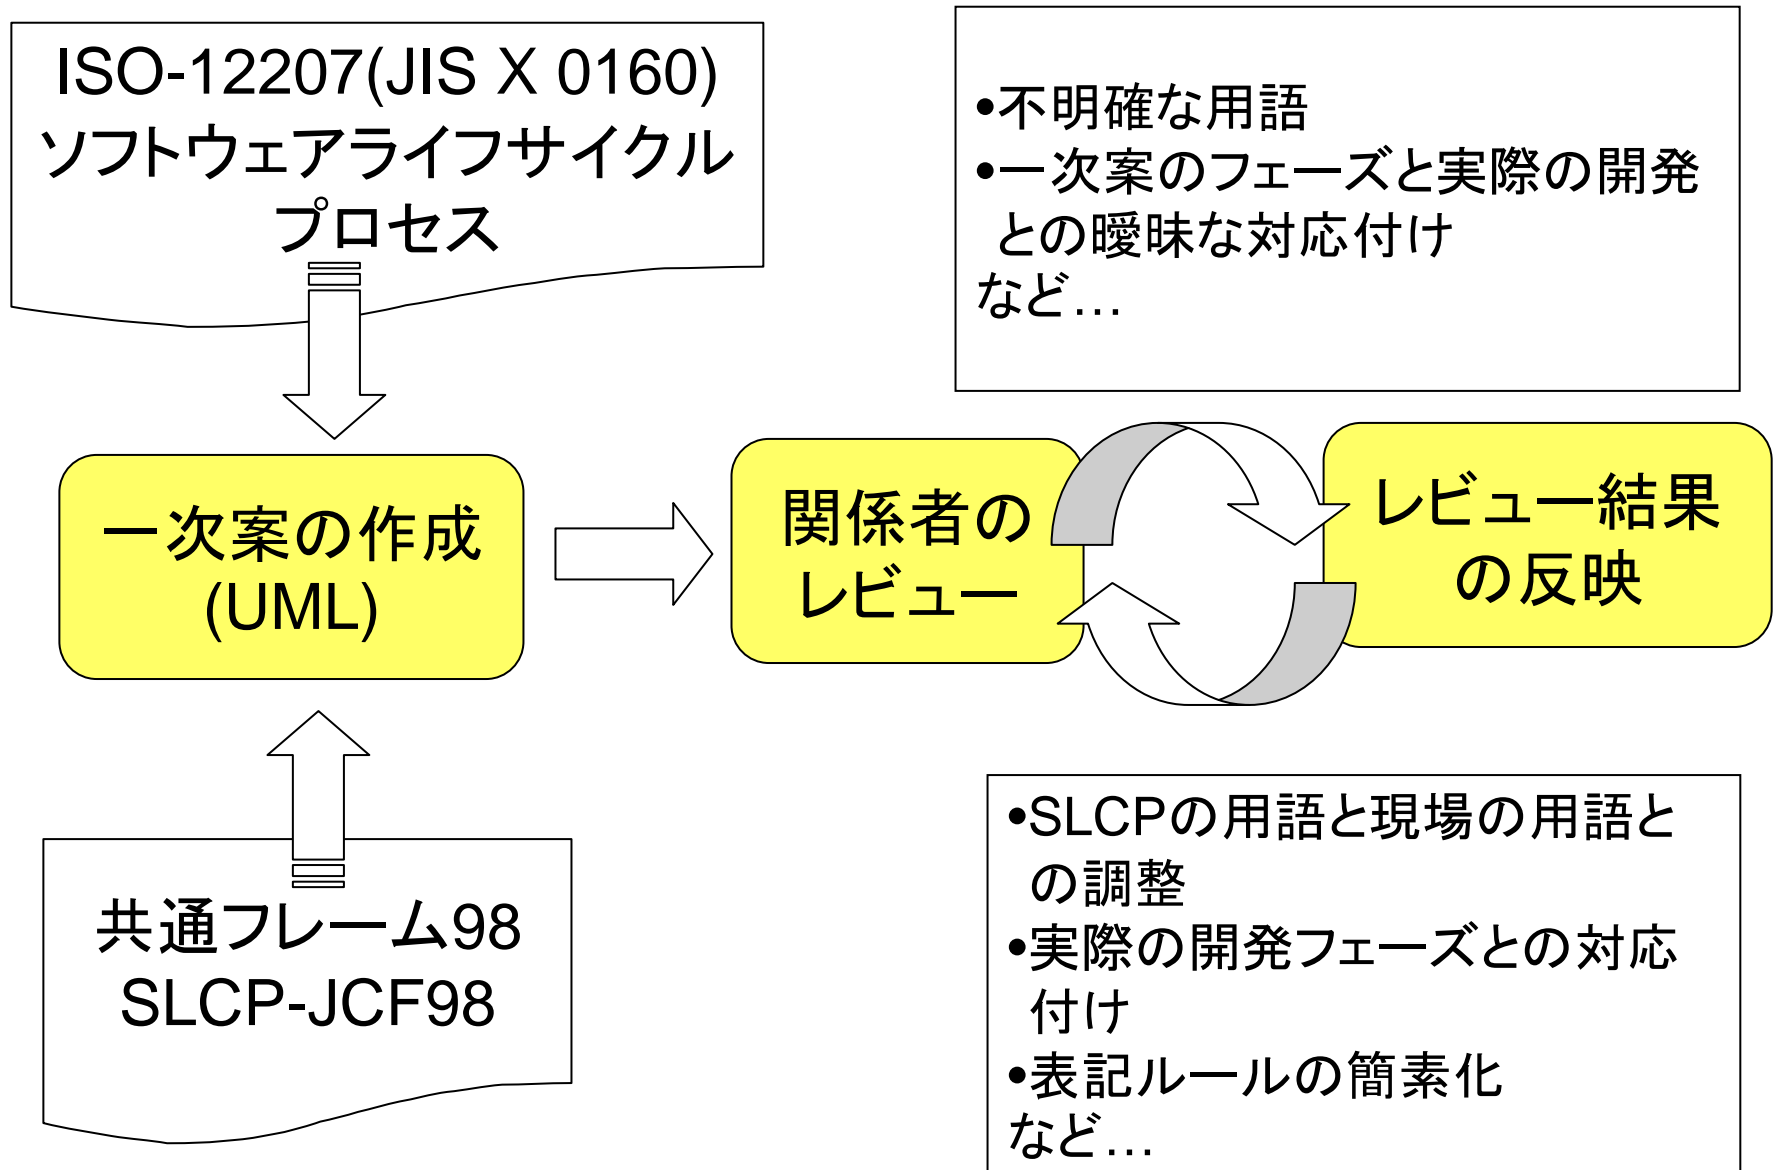 ISO-12207(JIS X 0160)
ソフトウェアライフサイクル
プロセス
•不明確な用語
•一次案のフェーズと実際の開発
との曖昧な対応付け
など…
一次案の作成
(UML)
関係者の
レビュー
レビュー結果
の反映
共通フレーム98
SLCP-JCF98
•SLCPの用語と現場の用語と
の調整
•実際の開発フェーズとの対応
付け
•表記ルールの簡素化
など…